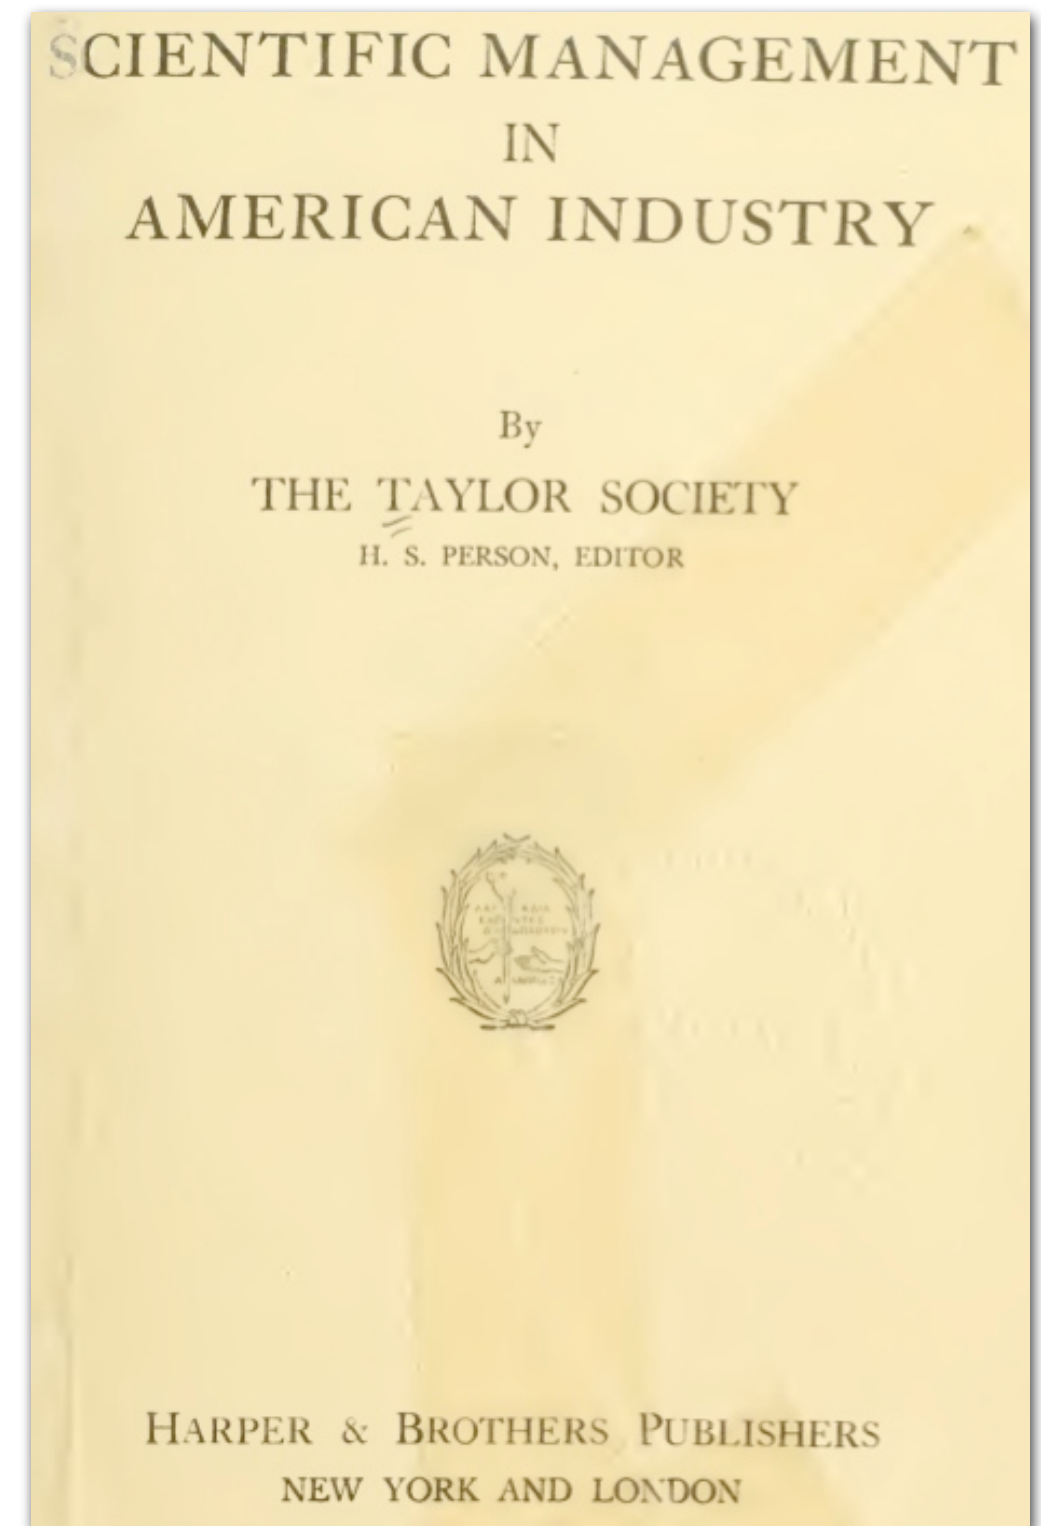 SCIENTIFIC MANAGEMENT
IN
AMERICAN INDUSTRY
By
THE TAYLOR SOCIETY
H. S. PERSON, EDITOR
HARPER & BROTHERS PUBLISHERS
NEW YORK AND LONDON